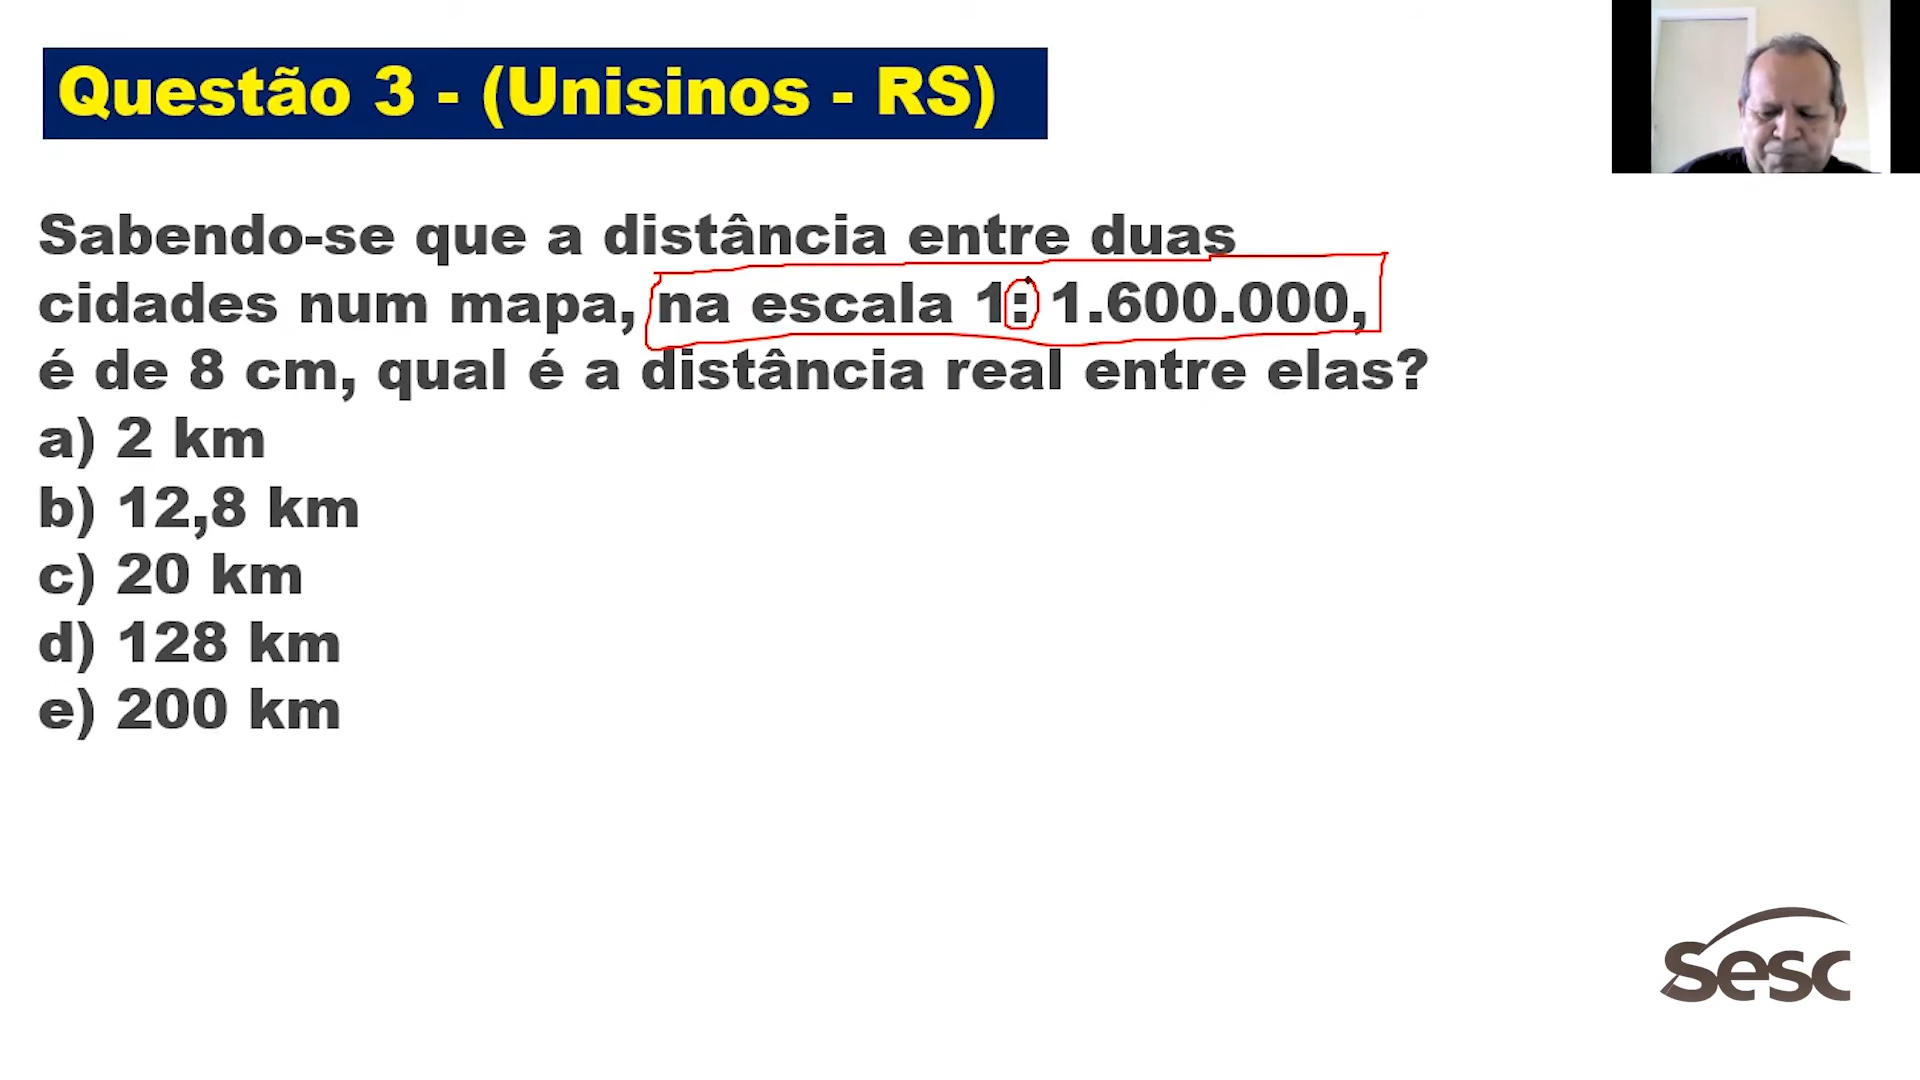 Questão 3 - (Unisinos - RS)
Sabendo-se que a distância entre duas
cidades num mapa, na escala 1: 1.600.000,
é de 8 cm, qual é a distância real entre elas?
a) 2 km
b) 12,8 km
c) 20 km
d) 128 km
e) 200 km
Sesc